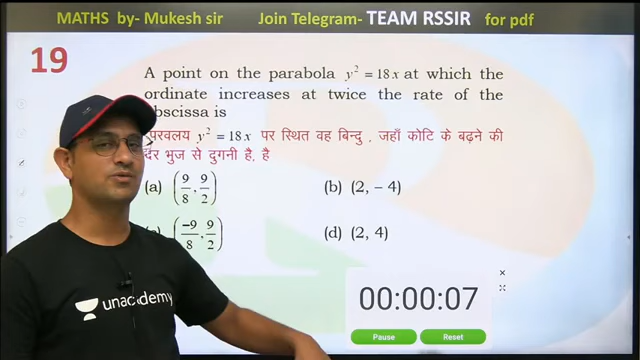 MATHS by- Mukesh sir Join Telegram- TEAM RSSIR for pdf
19
A point on the parabola y² = 18x at which the
ordinate increases at twice the rate of the
abscissa is
परवलय y² = 18x पर स्थित वह बिन्दु , जहाँ कोटि के बढ़ने की
दर भुज से दुगनी है, है
(a) (9/8, 9/2) (b) (2, – 4)
(-9/8, 9/2) (d) (2, 4)
unacademy
00:00:07
Pause Reset